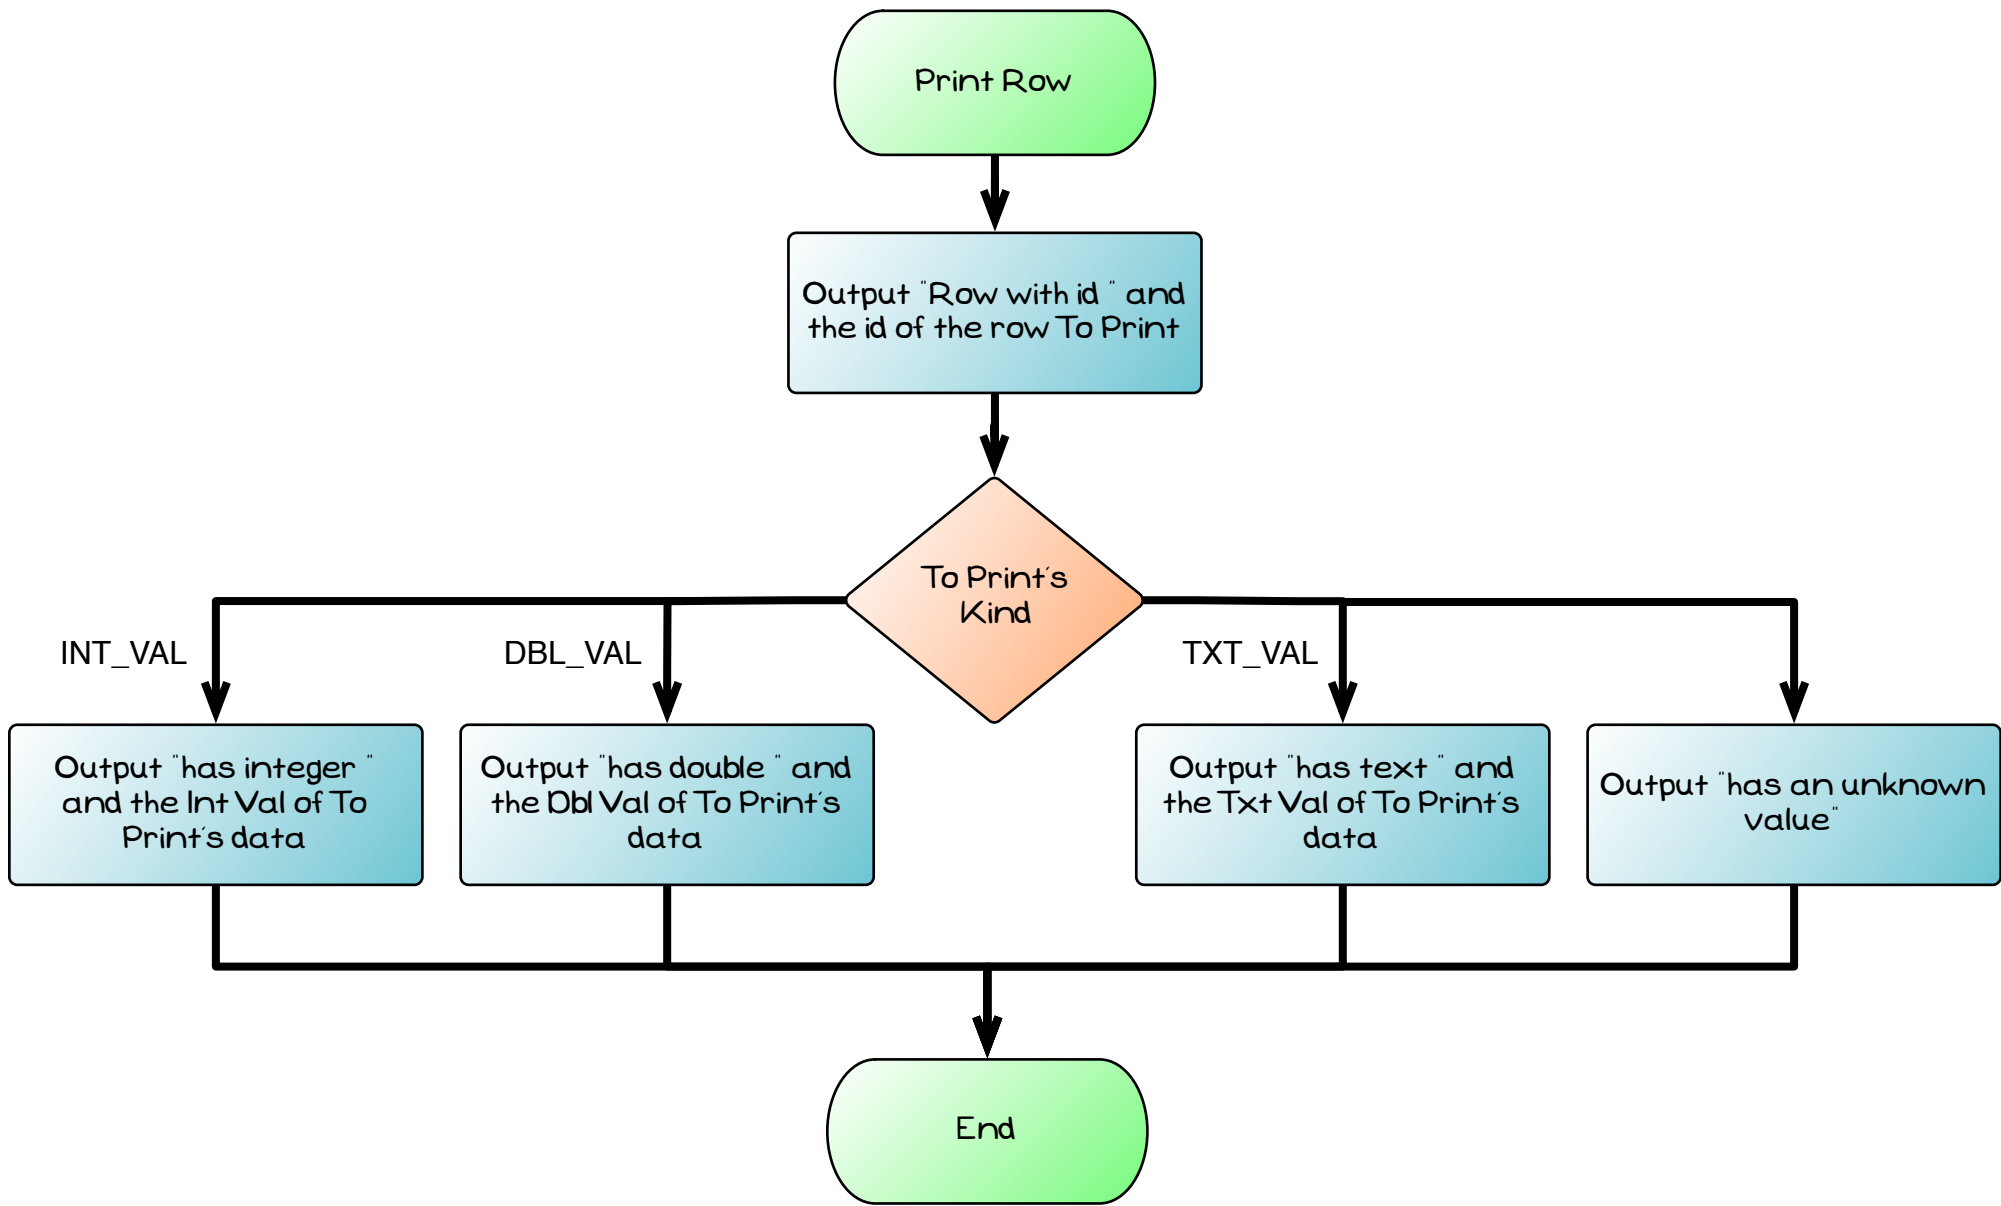 Print Row
Output "Row with id " and
the id of the row To Print
To Print's
Kind
INT_VAL
DBL_VAL
TXT_VAL
Output "has integer "
and the Int Val of To
Print's data
Output "has double " and
the Dbl Val of To Print's
data
Output "has text " and
the Txt Val of To Print's
data
Output "has an unknown
value"
End